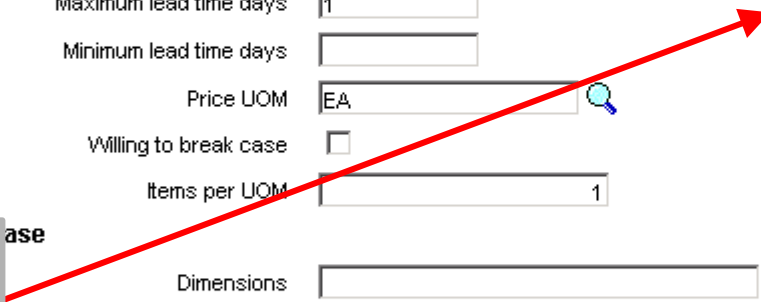 Maximum lead time days 1
Minimum lead time days
Price UOM EA
Willing to break case
Items per UOM 1
ase
Dimensions